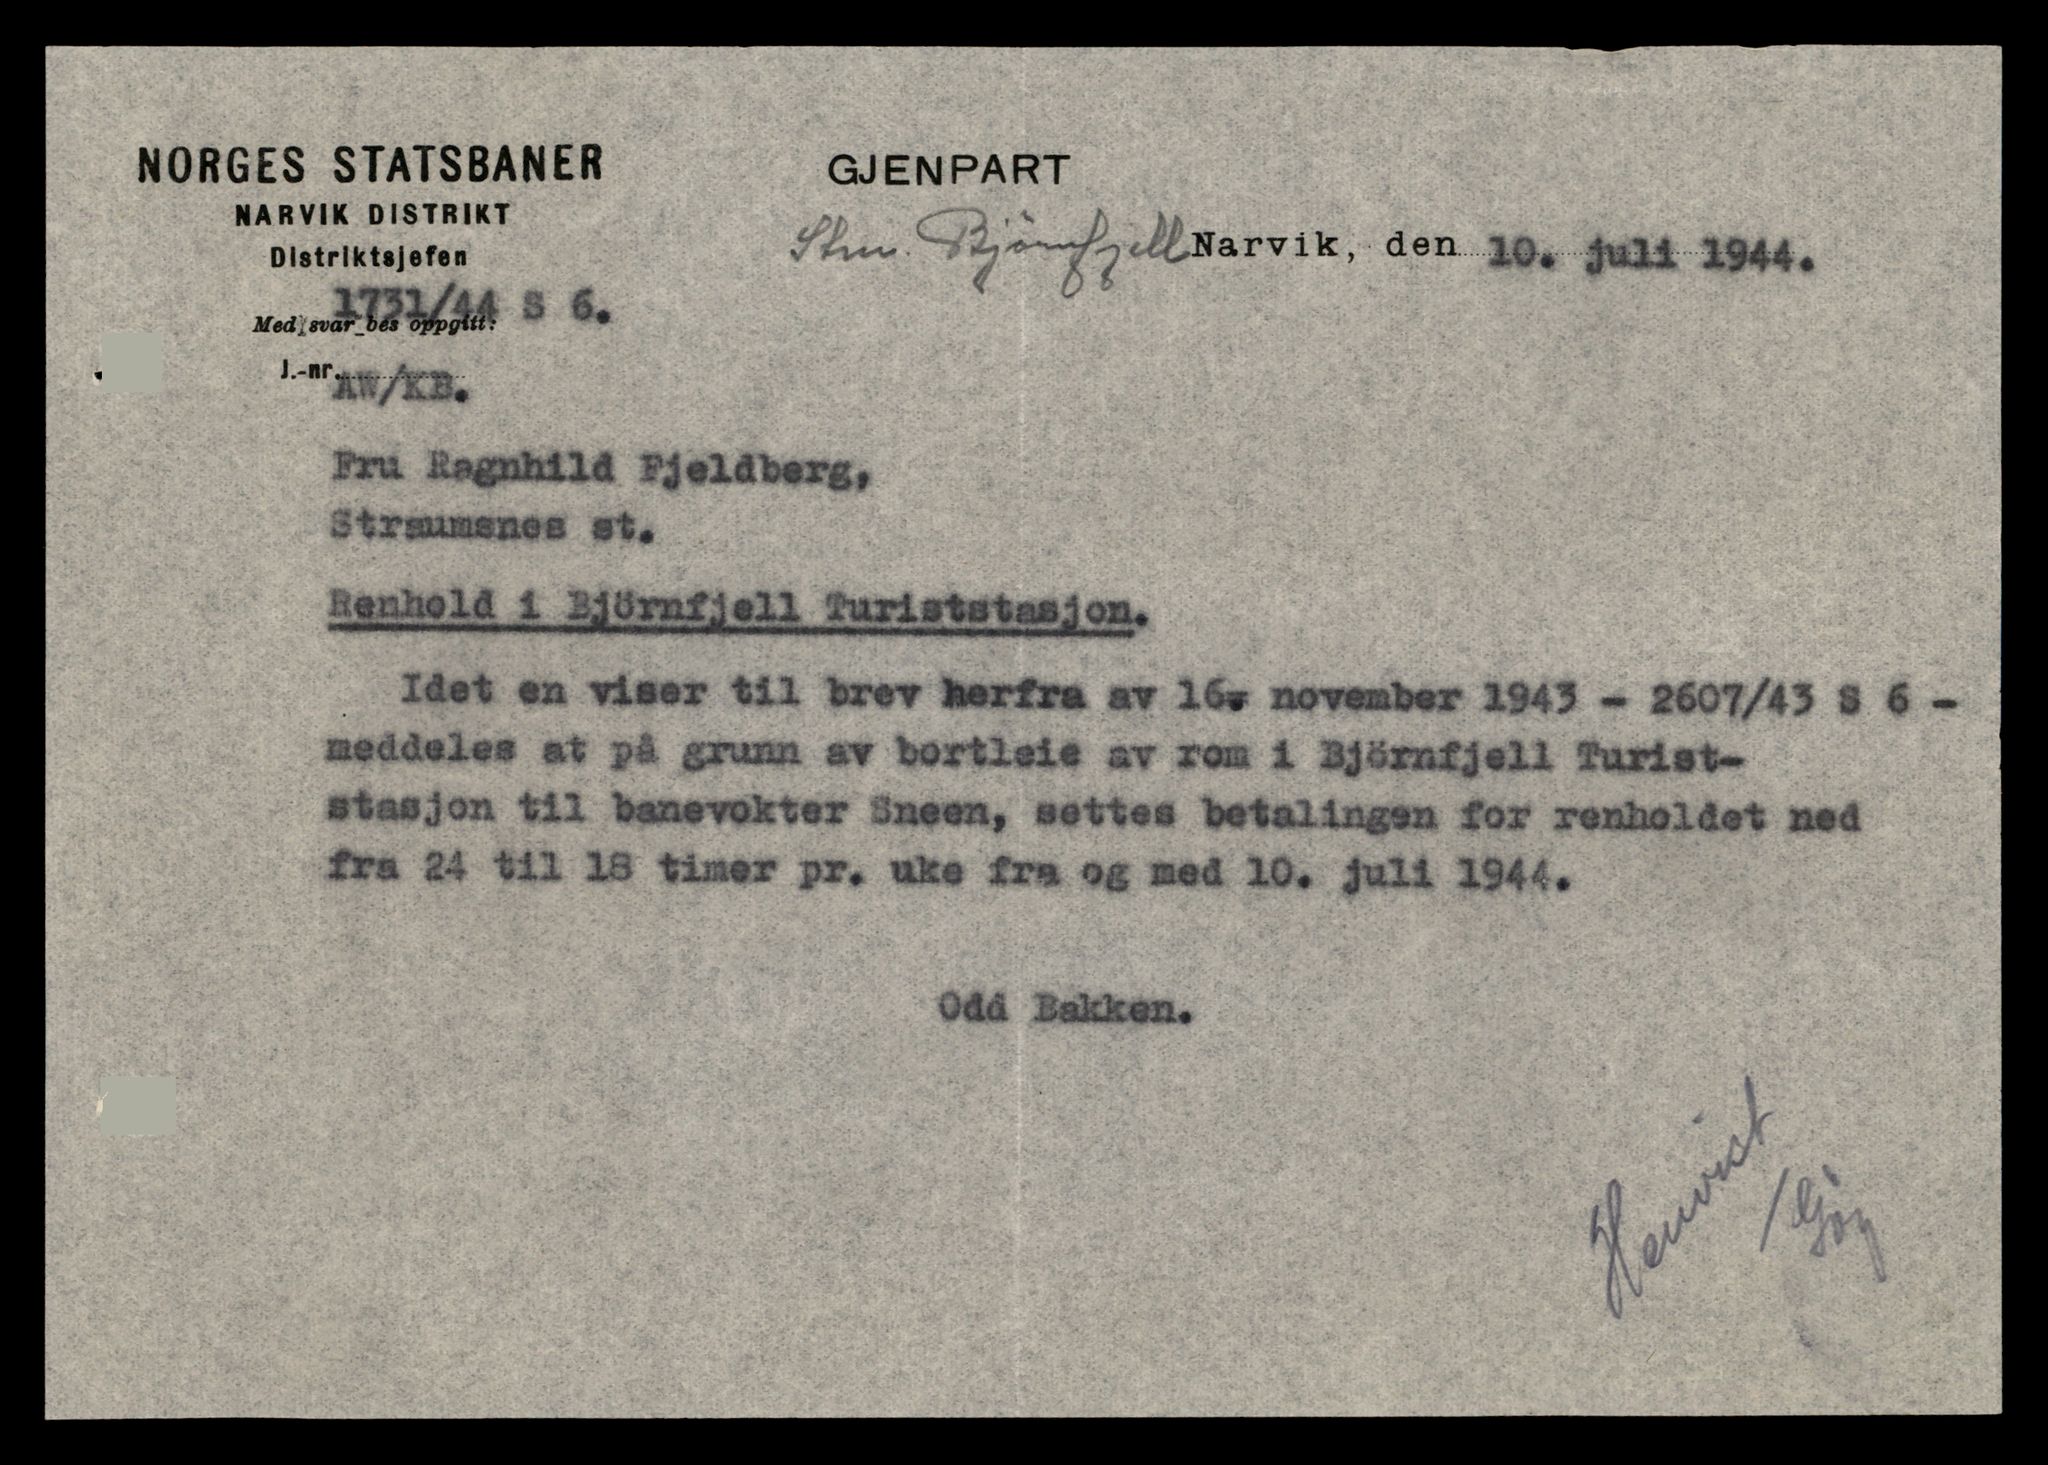 NORGES STATSBANER
NARVIK DISTRIKT
Distriktsjefen
GJENPART
Stm. Björnfjell
Narvik, den 10. juli 1944.
1731/44 S 6.
Med svar bes oppgitt:
J.-nr.
AW/KB.
Fru Ragnhild Fjeldberg,
Straumsnes st.
Renhold i Björnfjell Turiststasjon.
Idet en viser til brev herfra av 16. november 1943 - 2607/43 S 6 -
meddeles at på grunn av bortleie av rom i Björnfjell Turist-
stasjon til banevokter Sneen, settes betalingen for renholdet ned
fra 24 til 18 timer pr. uke fra og med 10. juli 1944.
Odd Bakken.
Henvist